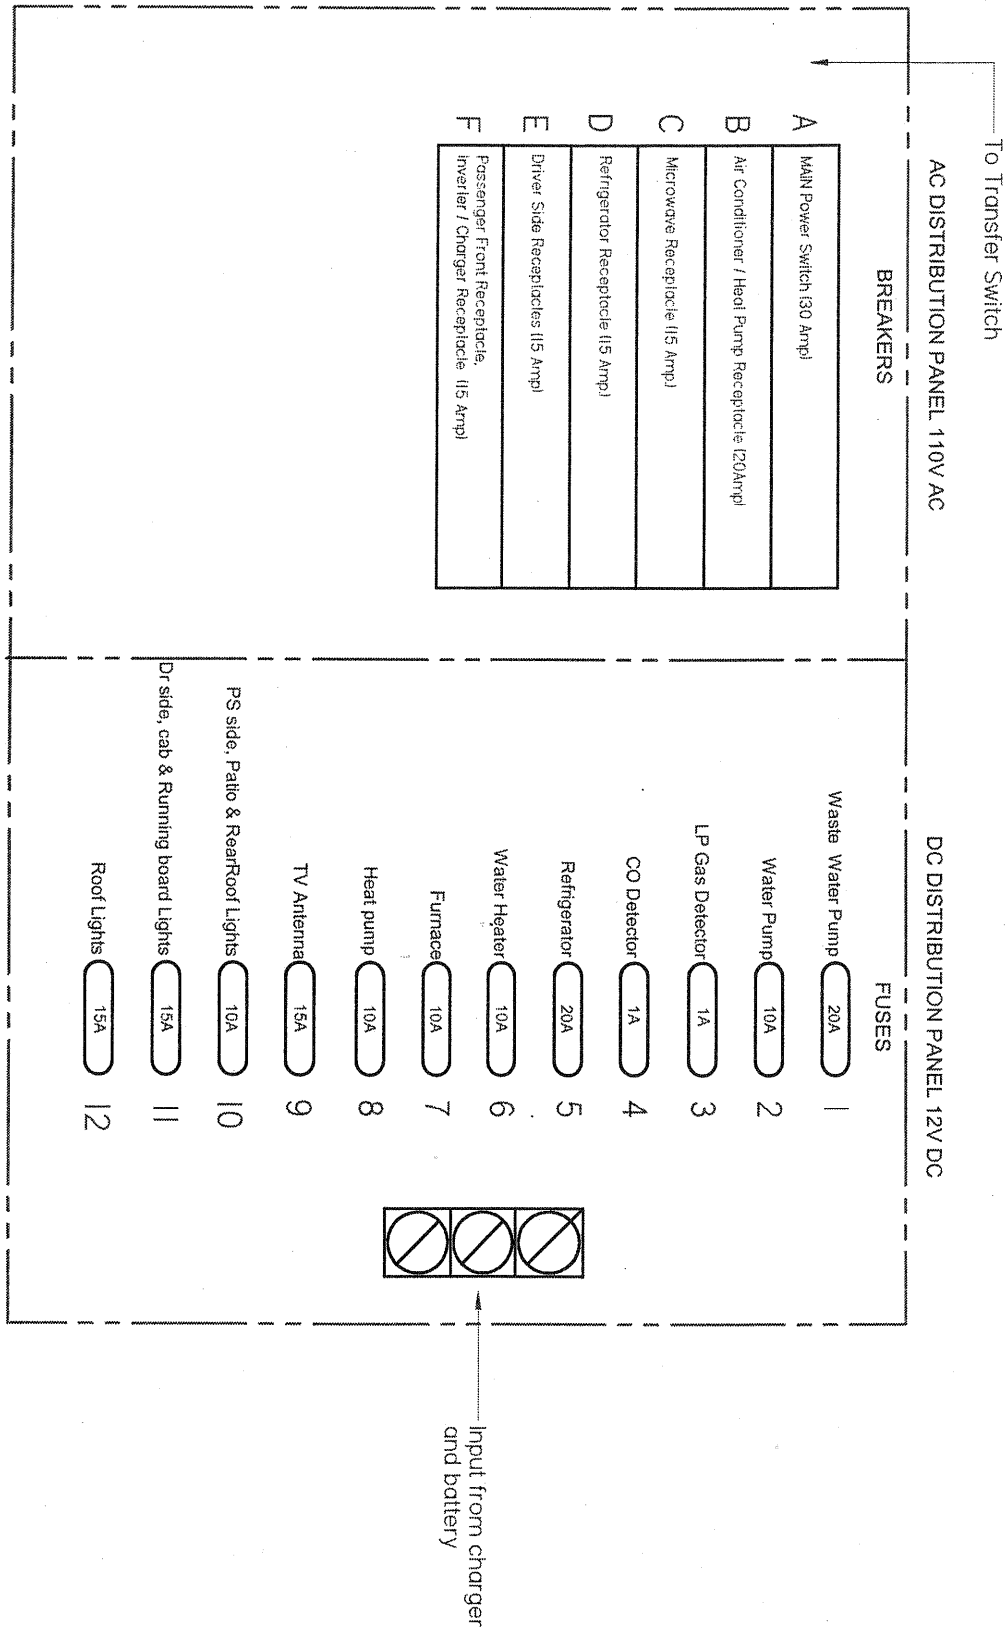 To Transfer Switch
AC DISTRIBUTION PANEL 110V AC
BREAKERS
A MAIN Power Switch (30 Amp)
B Air Conditioner / Heat Pump Receptacle (20Amp)
C Microwave Receptacle (15 Amp)
D Refrigerator Receptacle (15 Amp)
E Driver Side Receptacles (15 Amp)
F Passenger Front Receptacle,
Inverter / Charger Receptacle (15 Amp)
DC DISTRIBUTION PANEL 12V DC
FUSES
Waste Water Pump 20A 1
Water Pump 10A 2
LP Gas Detector 1A 3
CO Detector 1A 4
Refrigerator 20A 5
Water Heater 10A 6
Furnace 10A 7
Heat pump 10A 8
TV Antenna 15A 9
PS side, Patio & RearRoof Lights 10A 10
Dr side, cab & Running board Lights 15A 11
Roof Lights 15A 12
Input from charger
and battery